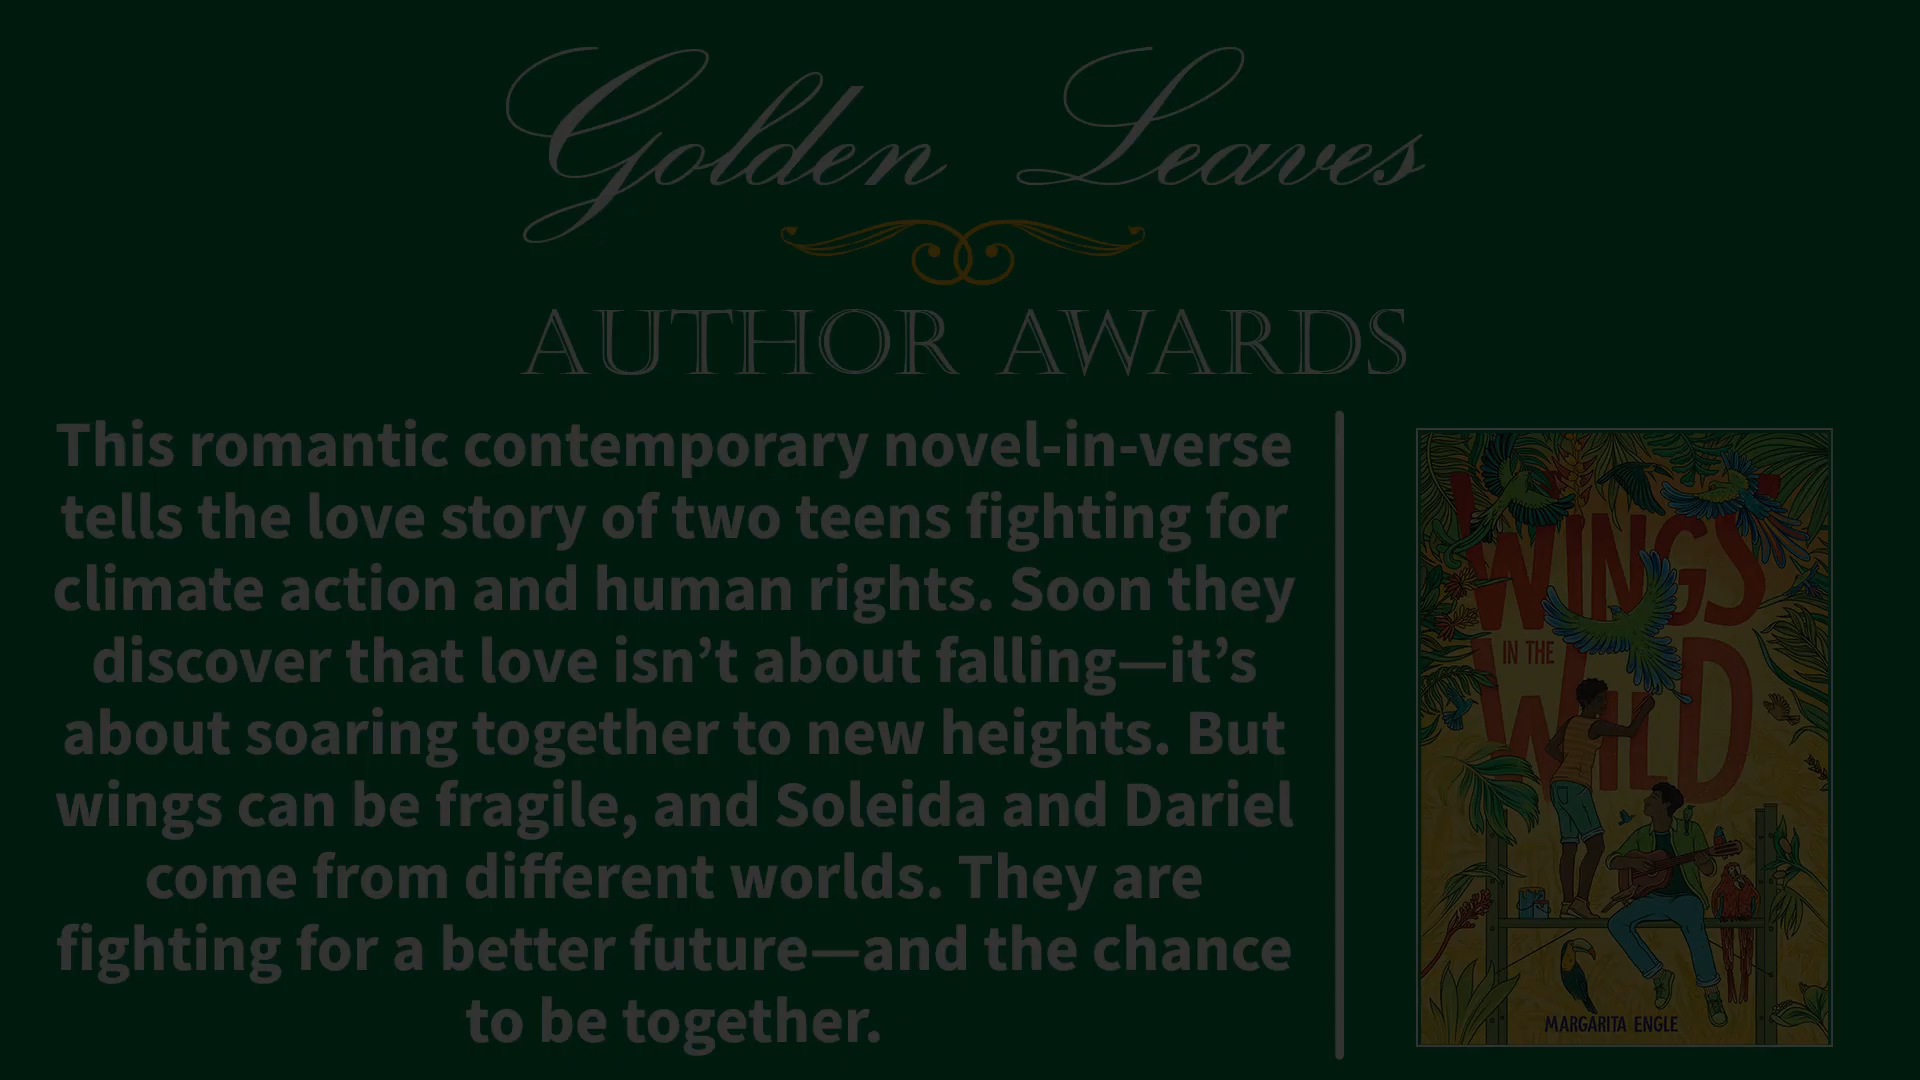 Golden Leaves
AUTHOR AWARDS
This romantic contemporary novel-in-verse
tells the love story of two teens fighting for
climate action and human rights. Soon they
discover that love isn’t about falling—it’s
about soaring together to new heights. But
wings can be fragile, and Soleida and Dariel
come from different worlds. They are
fighting for a better future—and the chance
to be together.
WINGS
IN THE
WILD
MARGARITA ENGLE